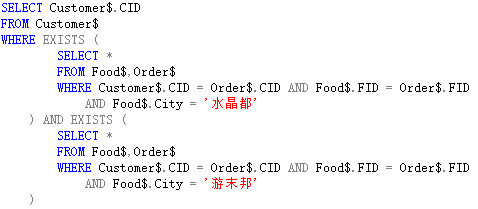 SELECT Customer$.CID
FROM Customer$
WHERE EXISTS (
SELECT *
FROM Food$,Order$
WHERE Customer$.CID = Order$.CID AND Food$.FID = Order$.FID
AND Food$.City = '水晶都'
) AND EXISTS (
SELECT *
FROM Food$,Order$
WHERE Customer$.CID = Order$.CID AND Food$.FID = Order$.FID
AND Food$.City = '游末邦'
)